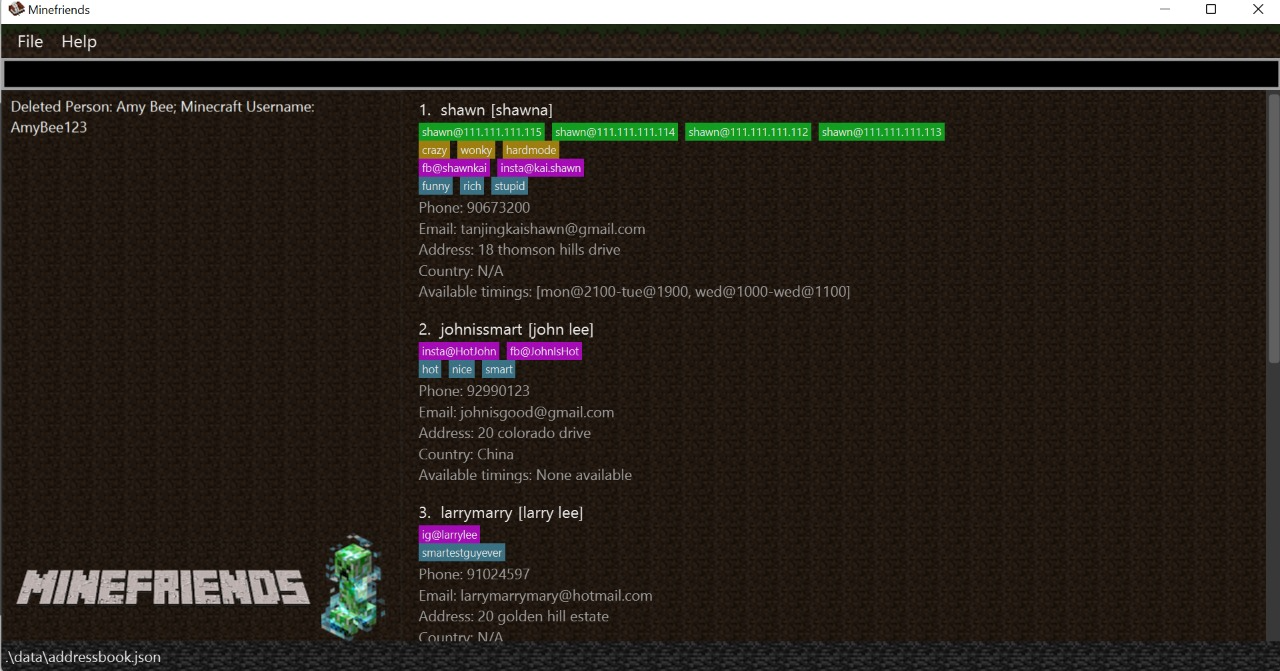 Minefriends
File Help
Deleted Person: Amy Bee; Minecraft Username:
AmyBee123
1. shawn [shawna]
shawn@111.111.111.115 shawn@111.111.111.114 shawn@111.111.111.112 shawn@111.111.111.113
crazy wonky hardmode
fb@shawnkai insta@kai.shawn
funny rich stupid
Phone: 90673200
Email: tanjingkaishawn@gmail.com
Address: 18 thomson hills drive
Country: N/A
Available timings: [mon@2100-tue@1900, wed@1000-wed@1100]
2. johnissmart [john lee]
insta@HotJohn fb@JohnIsHot
hot nice smart
Phone: 92990123
Email: johnisgood@gmail.com
Address: 20 colorado drive
Country: China
Available timings: None available
3. larrymarry [larry lee]
ig@larrylee
smartestguyever
Phone: 91024597
Email: larrymarrymary@hotmail.com
Address: 20 golden hill estate
Country: N/A
MINEFRIENDS
.\data\addressbook.json